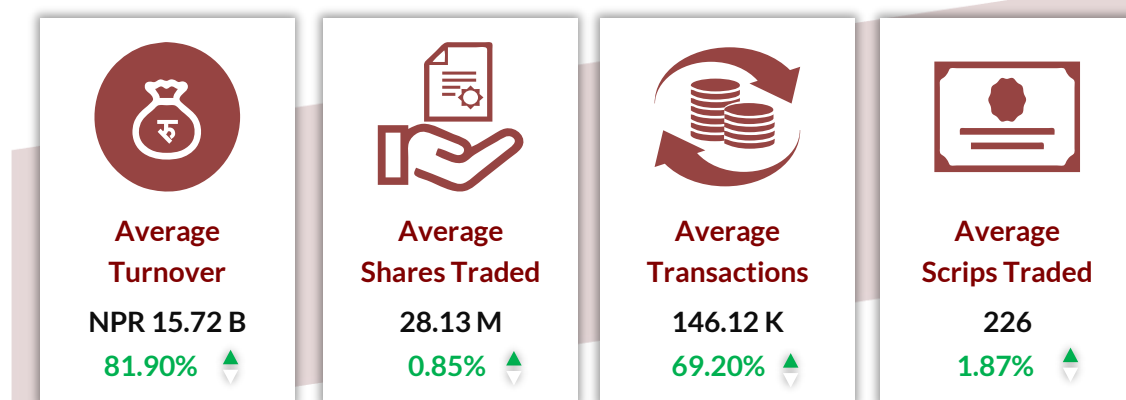 रु
Average
Turnover
NPR 15.72 B
81.90%
Average
Shares Traded
28.13 M
0.85%
Average
Transactions
146.12 K
69.20%
Average
Scrips Traded
226
1.87%